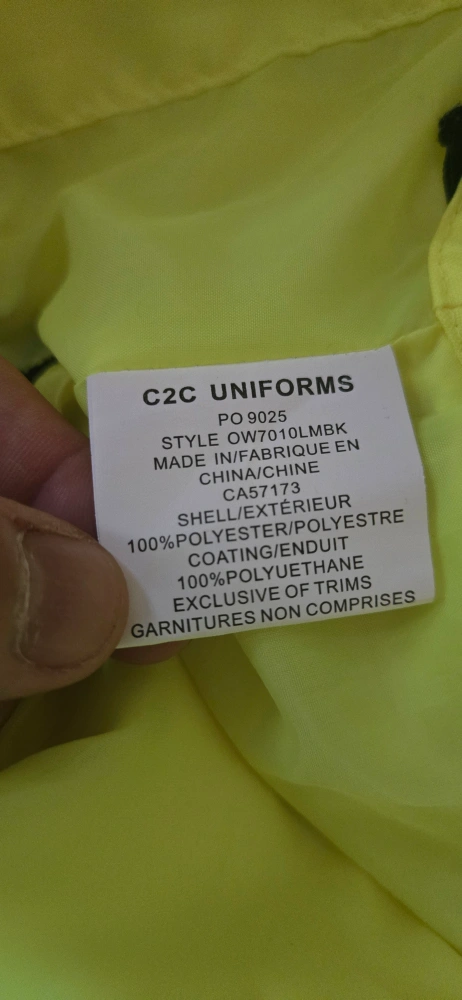 C2C UNIFORMS
PO 9025
STYLE OW7010LMBK
MADE IN/FABRIQUE EN
CHINA/CHINE
CA57173
SHELL/EXTÉRIEUR
100%POLYESTER/POLYESTRE
COATING/ENDUIT
100%POLYUETHANE
EXCLUSIVE OF TRIMS
GARNITURES NON COMPRISES